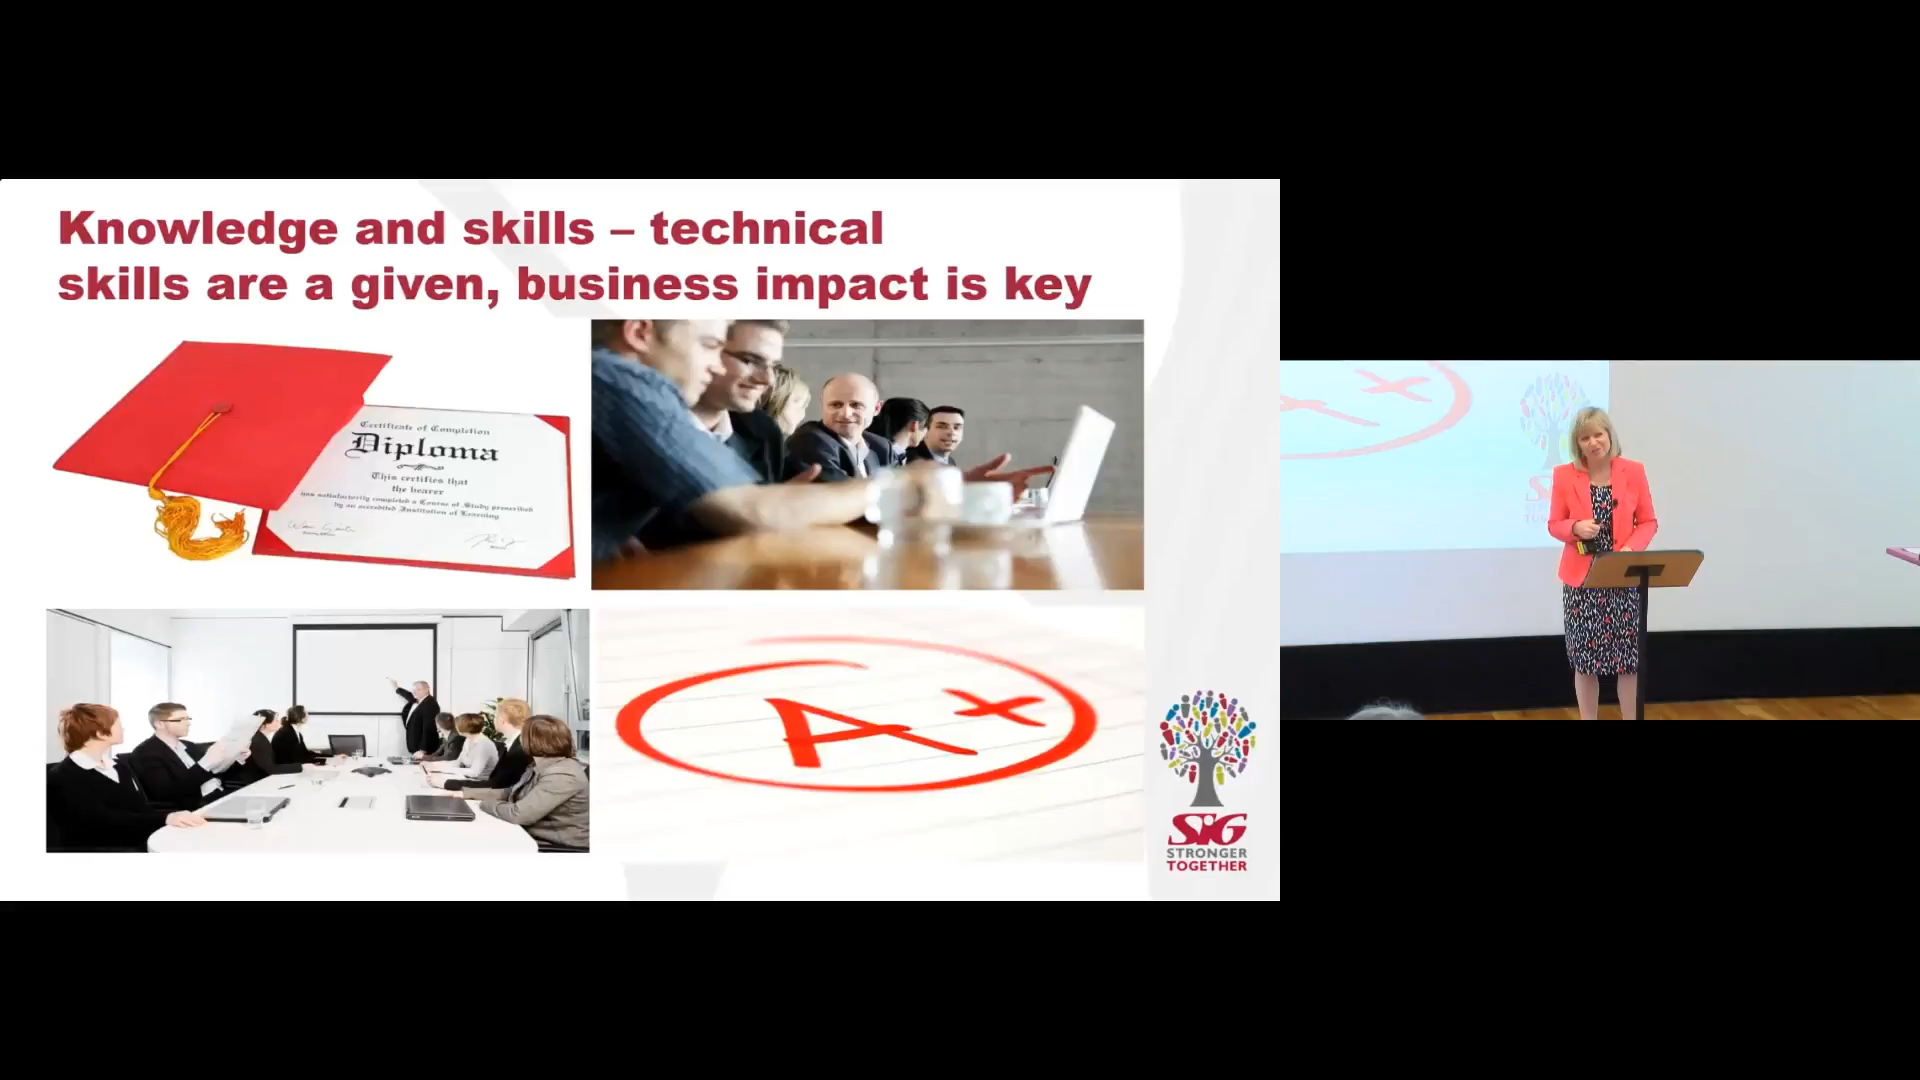 Knowledge and skills – technical
skills are a given, business impact is key
Certificate of Completion
Diploma
This certifies that
the bearer
has satisfactorily completed a Course of Study prescribed
by an accredited Institution of Learning
A+
SIG
STRONGER
TOGETHER